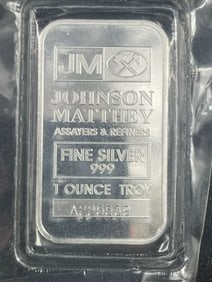 JM
JOHNSON
MATTHEY
ASSAYERS & REFINERS
FINE SILVER
999
1 OUNCE TROY